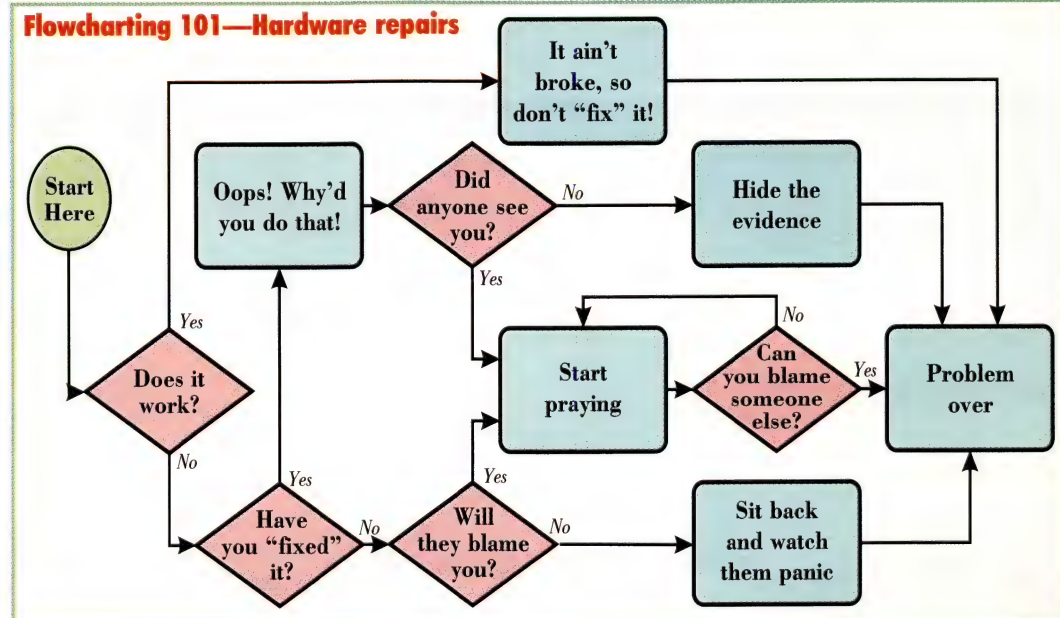 Flowcharting 101—Hardware repairs
It ain't
broke, so
don't “fix” it!
Start
Here
Oops! Why'd
you do that!
Did
anyone see
you?
No
Hide the
evidence
Yes
Yes
Does it
work?
No
Start
praying
No
Can
you blame
someone
else?
Yes
Problem
over
Yes
Have
you “fixed”
it?
No
Yes
Will
they blame
you?
No
Sit back
and watch
them panic